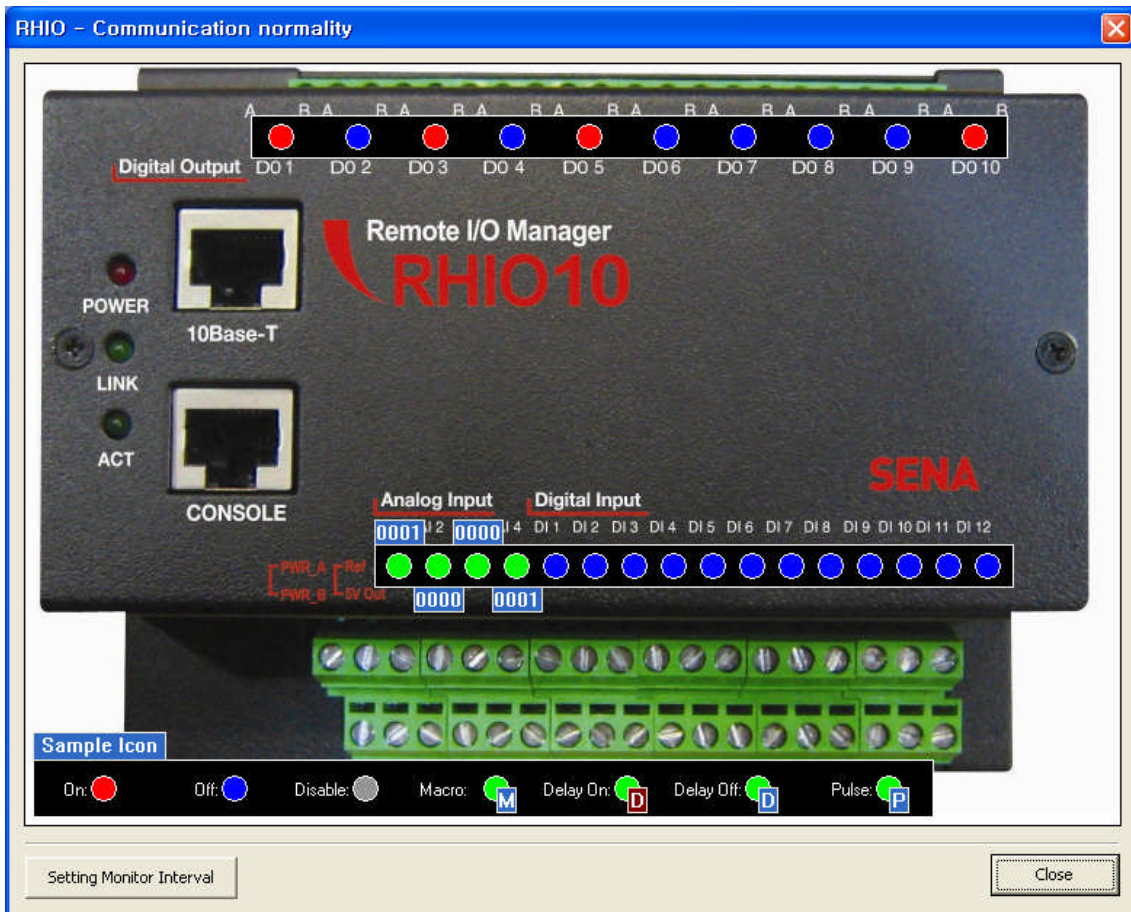 RHIO - Communication normality
A B A B A B A B A B A B A B A B A B A B
Digital Output DO 1 DO 2 DO 3 DO 4 DO 5 DO 6 DO 7 DO 8 DO 9 DO 10
Remote I/O Manager
RHIO10
POWER
10Base-T
LINK
ACT
CONSOLE
SENA
Analog Input Digital Input
0001 AI 2 0000 AI 4 DI 1 DI 2 DI 3 DI 4 DI 5 DI 6 DI 7 DI 8 DI 9 DI 10 DI 11 DI 12
PWR_A Ref
PWR_B 5V Out
0000 0001
Sample Icon
On: Off: Disable: Macro: M Delay On: D Delay Off: D Pulse: P
Setting Monitor Interval
Close